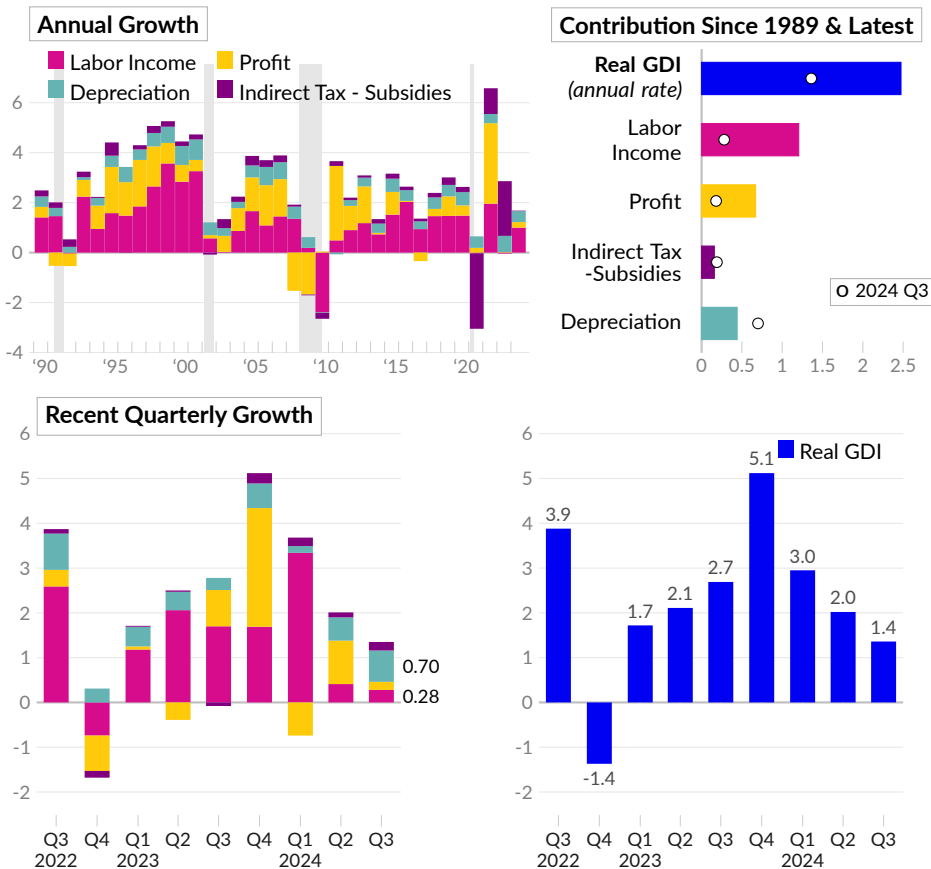 Annual Growth
Labor Income
Profit
Depreciation
Indirect Tax - Subsidies
6
4
2
0
-2
-4
‘90
‘95
‘00
‘05
‘10
‘15
‘20
Contribution Since 1989 & Latest
Real GDI
(annual rate)
Labor
Income
Profit
Indirect Tax
-Subsidies
Depreciation
2024 Q3
0
0.5
1
1.5
2
2.5
Recent Quarterly Growth
6
5
4
3
2
1
0
-1
-2
0.70
0.28
Q3 Q4 Q1 Q2 Q3 Q4 Q1 Q2 Q3
2022 2023 2024
Real GDI
6
5
4
3
2
1
0
-1
-2
3.9
-1.4
1.7
2.1
2.7
5.1
3.0
2.0
1.4
Q3 Q4 Q1 Q2 Q3 Q4 Q1 Q2 Q3
2022 2023 2024